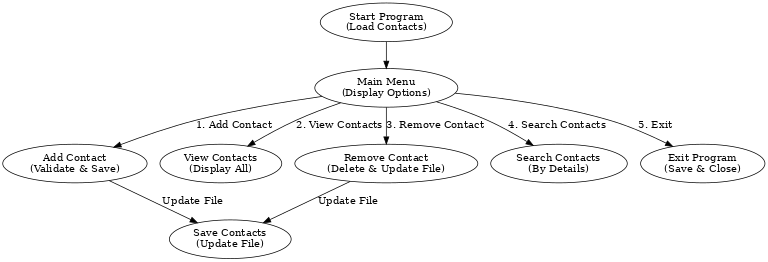 Start Program
(Load Contacts)
Main Menu
(Display Options)
1. Add Contact
2. View Contacts
3. Remove Contact
4. Search Contacts
5. Exit
Add Contact
(Validate & Save)
View Contacts
(Display All)
Remove Contact
(Delete & Update File)
Search Contacts
(By Details)
Exit Program
(Save & Close)
Update File
Update File
Save Contacts
(Update File)